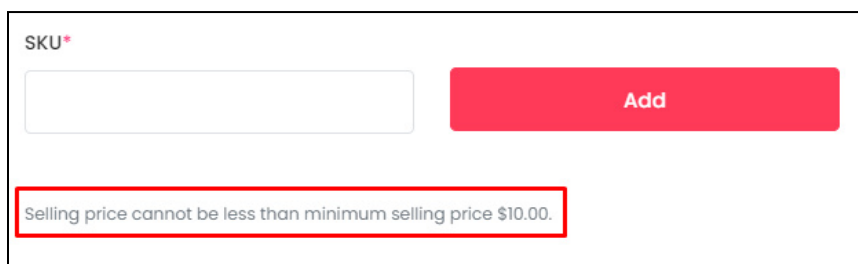 SKU*
Add
Selling price cannot be less than minimum selling price $10.00.